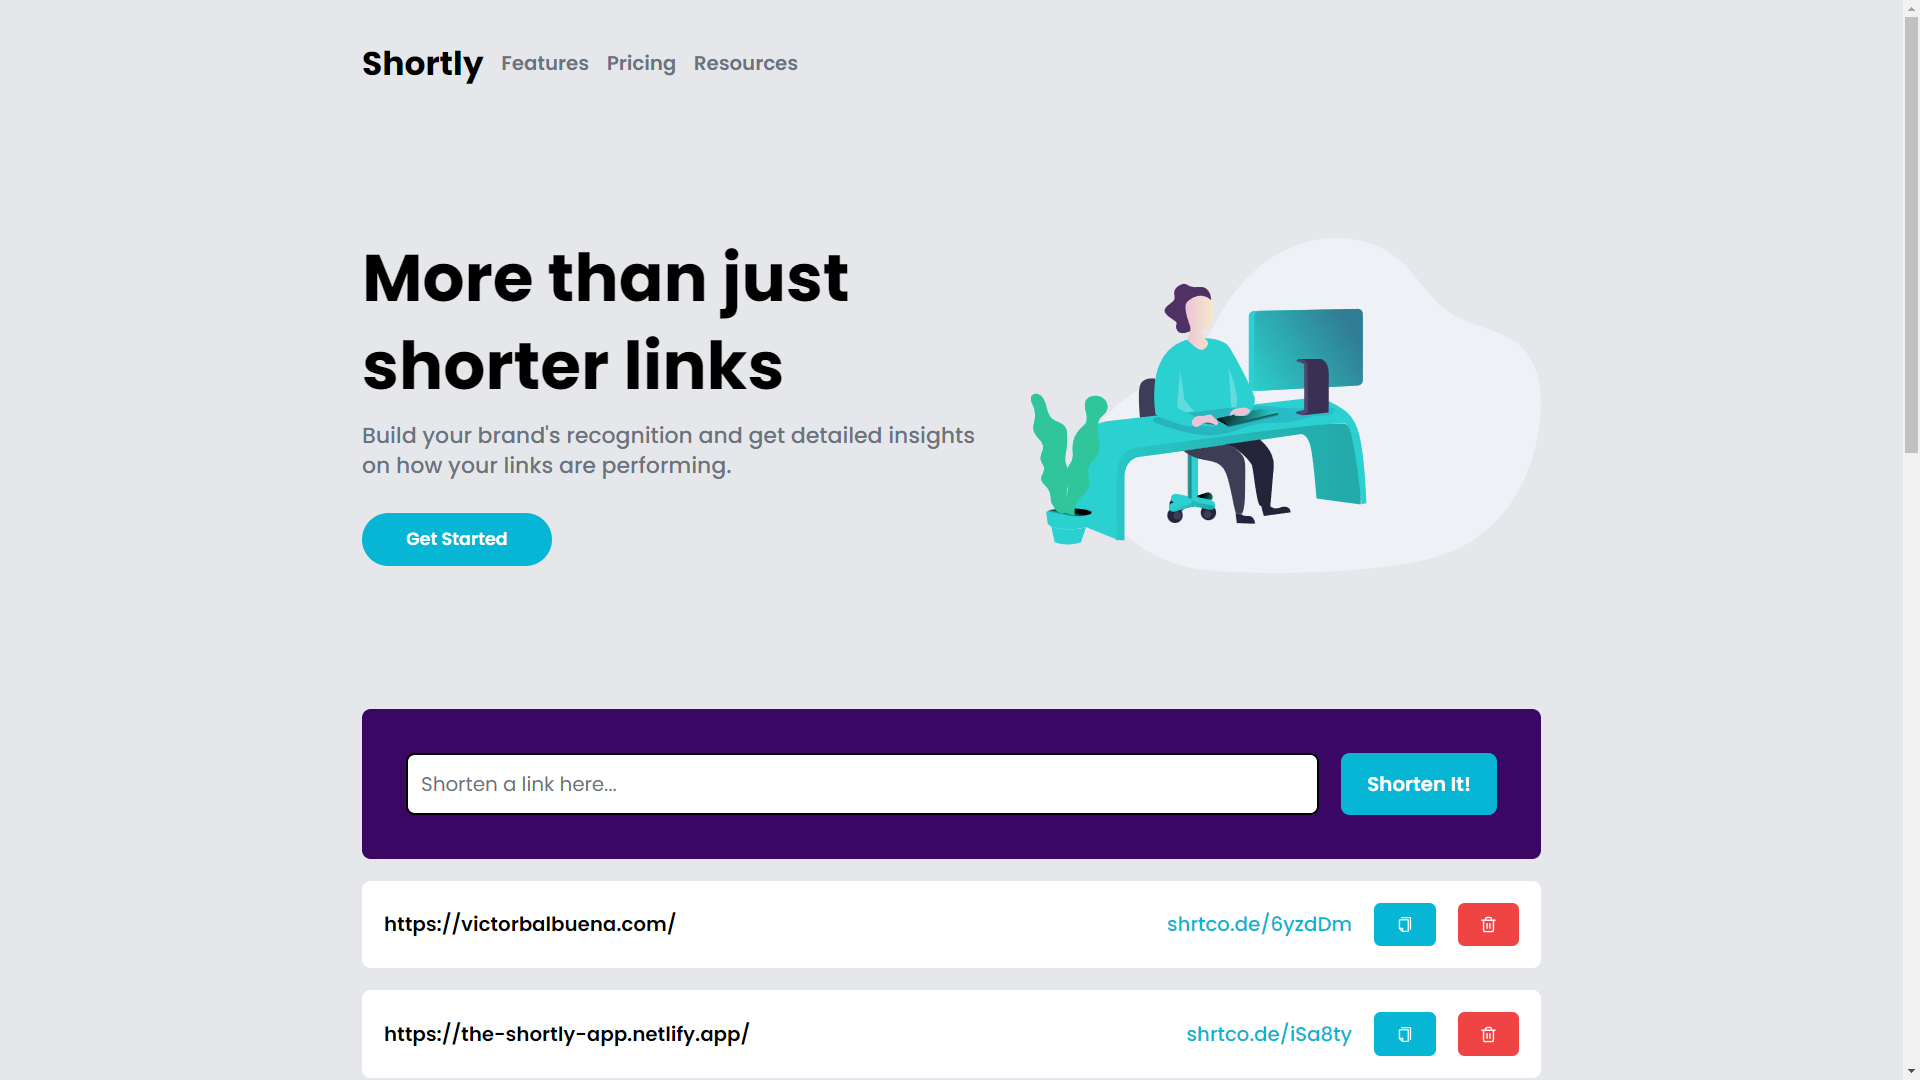 Shortly Features Pricing Resources
More than just
shorter links
Build your brand's recognition and get detailed insights
on how your links are performing.
Get Started
Shorten a link here...
Shorten It!
https://victorbalbuena.com/
shrtco.de/6yzdDm
https://the-shortly-app.netlify.app/
shrtco.de/iSa8ty